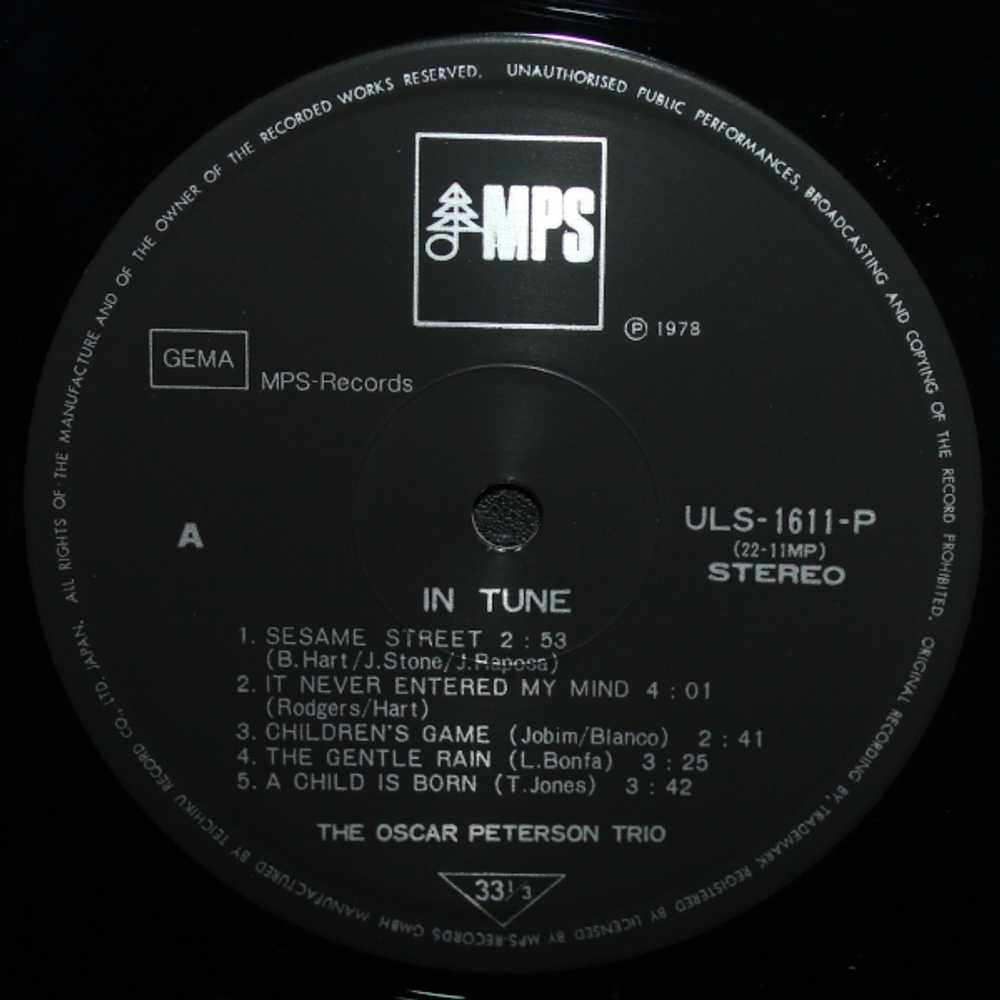 ALL RIGHTS OF THE MANUFACTURE AND OF THE OWNER OF THE RECORDED WORKS RESERVED. UNAUTHORISED PUBLIC PERFORMANCES, BROADCASTING AND COPYING OF THE RECORD PROHIBITED. ORIGINAL RECORDING BY, TRADEMARK REGISTERED BY LICENSED BY MPS-RECORDS GMBH MANUFACTURED BY TEICHIKU RECORD CO., LTD. JAPAN.
MPS
Ⓟ 1978
GEMA
MPS-Records
A
ULS-1611-P
(22-11MP)
STEREO
IN TUNE
1. SESAME STREET 2 : 53
(B.Hart/J.Stone/J.Raposa)
2. IT NEVER ENTERED MY MIND 4 : 01
(Rodgers/Hart)
3. CHILDREN'S GAME (Jobim/Blanco) 2 : 41
4. THE GENTLE RAIN (L.Bonfa) 3 : 25
5. A CHILD IS BORN (T.Jones) 3 : 42
THE OSCAR PETERSON TRIO
33 1/3